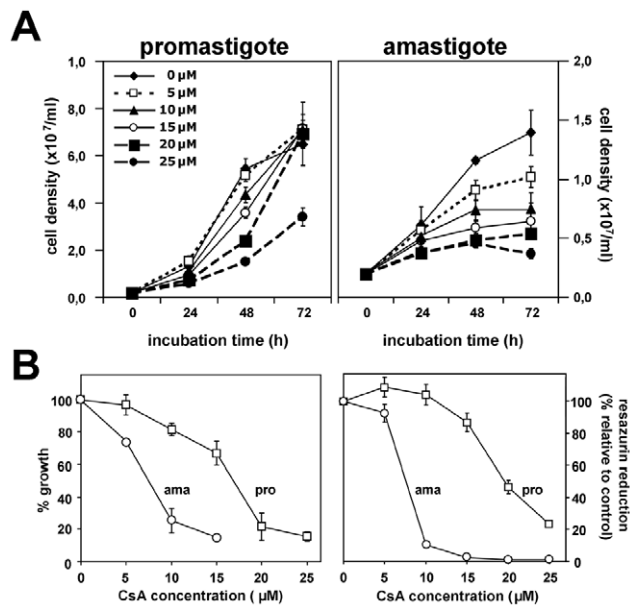 A
promastigote
amastigote
1,0
8,0
6,0
4,0
2,0
0,0
cell density (x10⁷/ml)
0 µM
5 µM
10 µM
15 µM
20 µM
25 µM
0 24 48 72
incubation time (h)
2,0
1,5
1,0
0,5
0,0
cell density (x10⁷/ml)
0 24 48 72
incubation time (h)
B
100
80
60
40
20
0
% growth
ama
pro
0 5 10 15 20 25
CsA concentration ( µM)
100
80
60
40
20
0
resazurin reduction
(% relative to control)
ama
pro
0 5 10 15 20 25
CsA concentration ( µM)